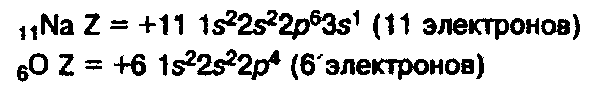 ₁₁Na Z = +11 1s²2s²2p⁶3s¹ (11 электронов)
₆O Z = +6 1s²2s²2p⁴ (6´электронов)